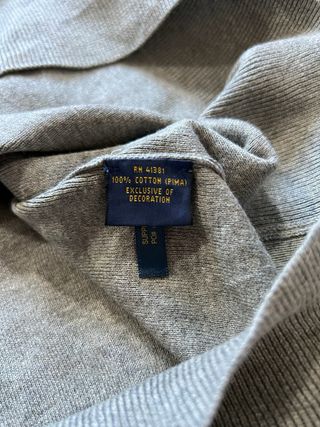 RN 41381
100% COTTON (PIMA)
EXCLUSIVE OF
DECORATION